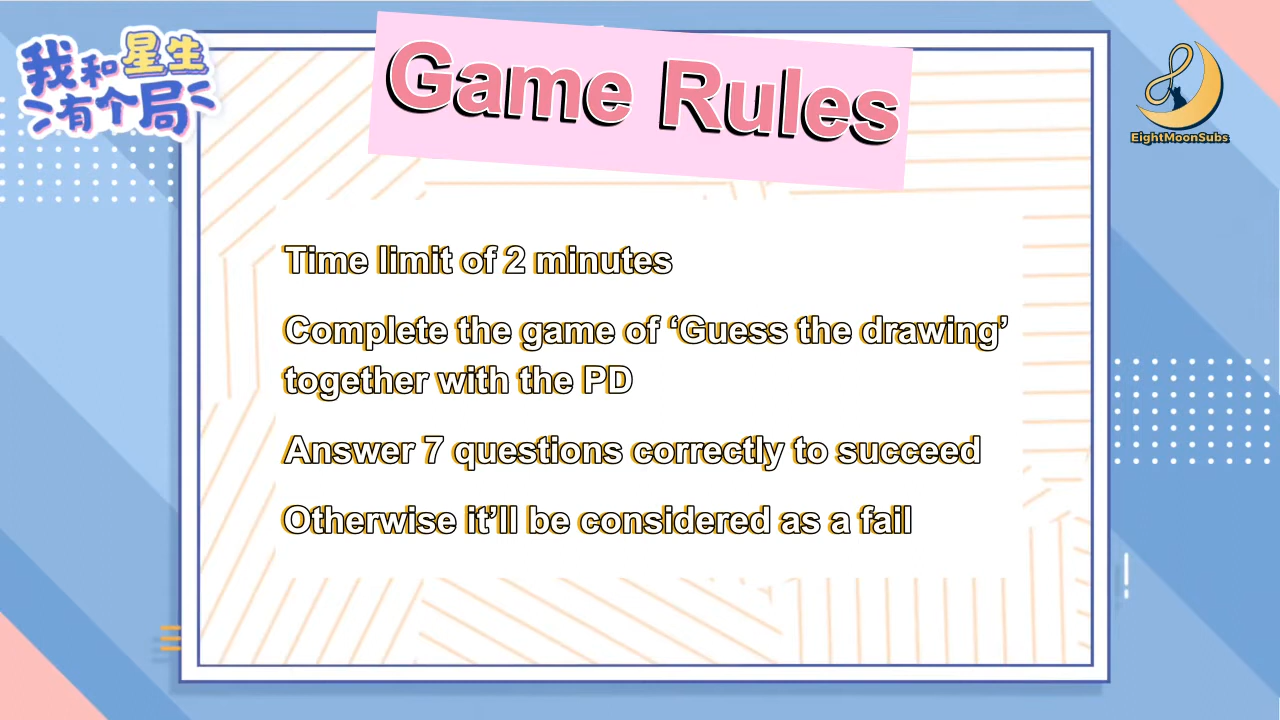 我和星生
有个局
Game Rules
EightMoonSubs
Time limit of 2 minutes
Complete the game of ‘Guess the drawing’
together with the PD
Answer 7 questions correctly to succeed
Otherwise it’ll be considered as a fail